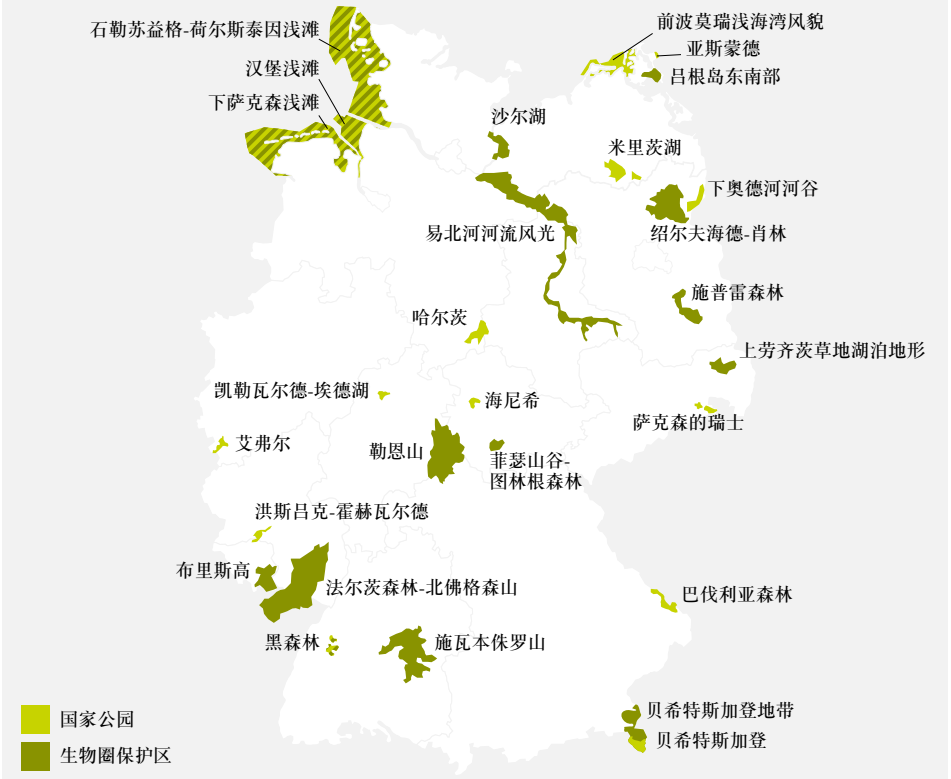 石勒苏益格-荷尔斯泰因浅滩
汉堡浅滩
下萨克森浅滩
前波莫瑞浅海湾风貌
亚斯蒙德
吕根岛东南部
沙尔湖
米里茨湖
下奥德河河谷
易北河河流风光
绍尔夫海德-肖林
施普雷森林
哈尔茨
上劳齐茨草地湖泊地形
凯勒瓦尔德-埃德湖
海尼希
萨克森的瑞士
艾弗尔
勒恩山
菲瑟山谷-
图林根森林
洪斯吕克-霍赫瓦尔德
布里斯高
法尔茨森林-北佛格森山
巴伐利亚森林
黑森林
施瓦本侏罗山
贝希特斯加登地带
贝希特斯加登
国家公园
生物圈保护区